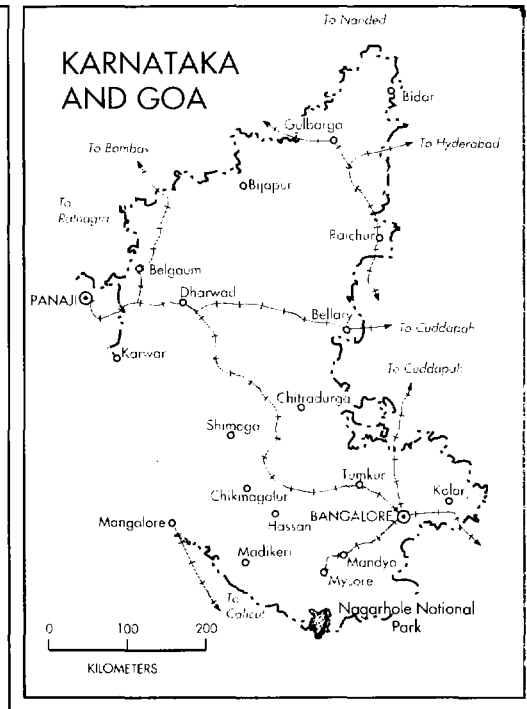 To Nanded
KARNATAKA
AND GOA
Bidar
Gulbarga
To Bombay
To Hyderabad
Bijapur
To
Ratnagiri
Raichur
Belgaum
PANAJI
Dharwad
Bellary
To Cuddapah
Karwar
To Cuddapah
Chitradurga
Shimoga
Tumkur
Kolar
Chikmagalur
Hassan
BANGALORE
Mangalore
Madikeri
Mandya
Mysore
To
Calicut
Nagarhole National
Park
0 100 200
KILOMETERS